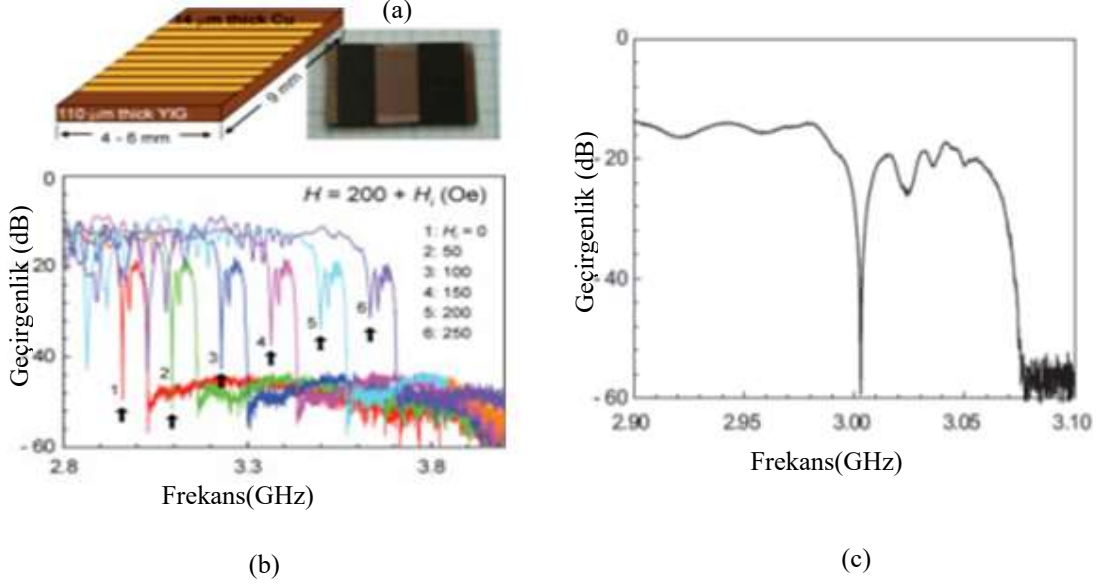 (a)
44 µm thick Cu
9 mm
110 µm thick YIG
4 - 6 mm
Geçirgenlik (dB)
0
-20
-40
-60
H = 200 + Hᵢ (Oe)
1: Hᵢ = 0
2: 50
3: 100
4: 150
5: 200
6: 250
1
2
3
4
5
6
2.8
3.3
3.8
Frekans(GHz)
(b)
Geçirgenlik (dB)
0
-20
-40
-60
2.90
2.95
3.00
3.05
3.10
Frekans(GHz)
(c)